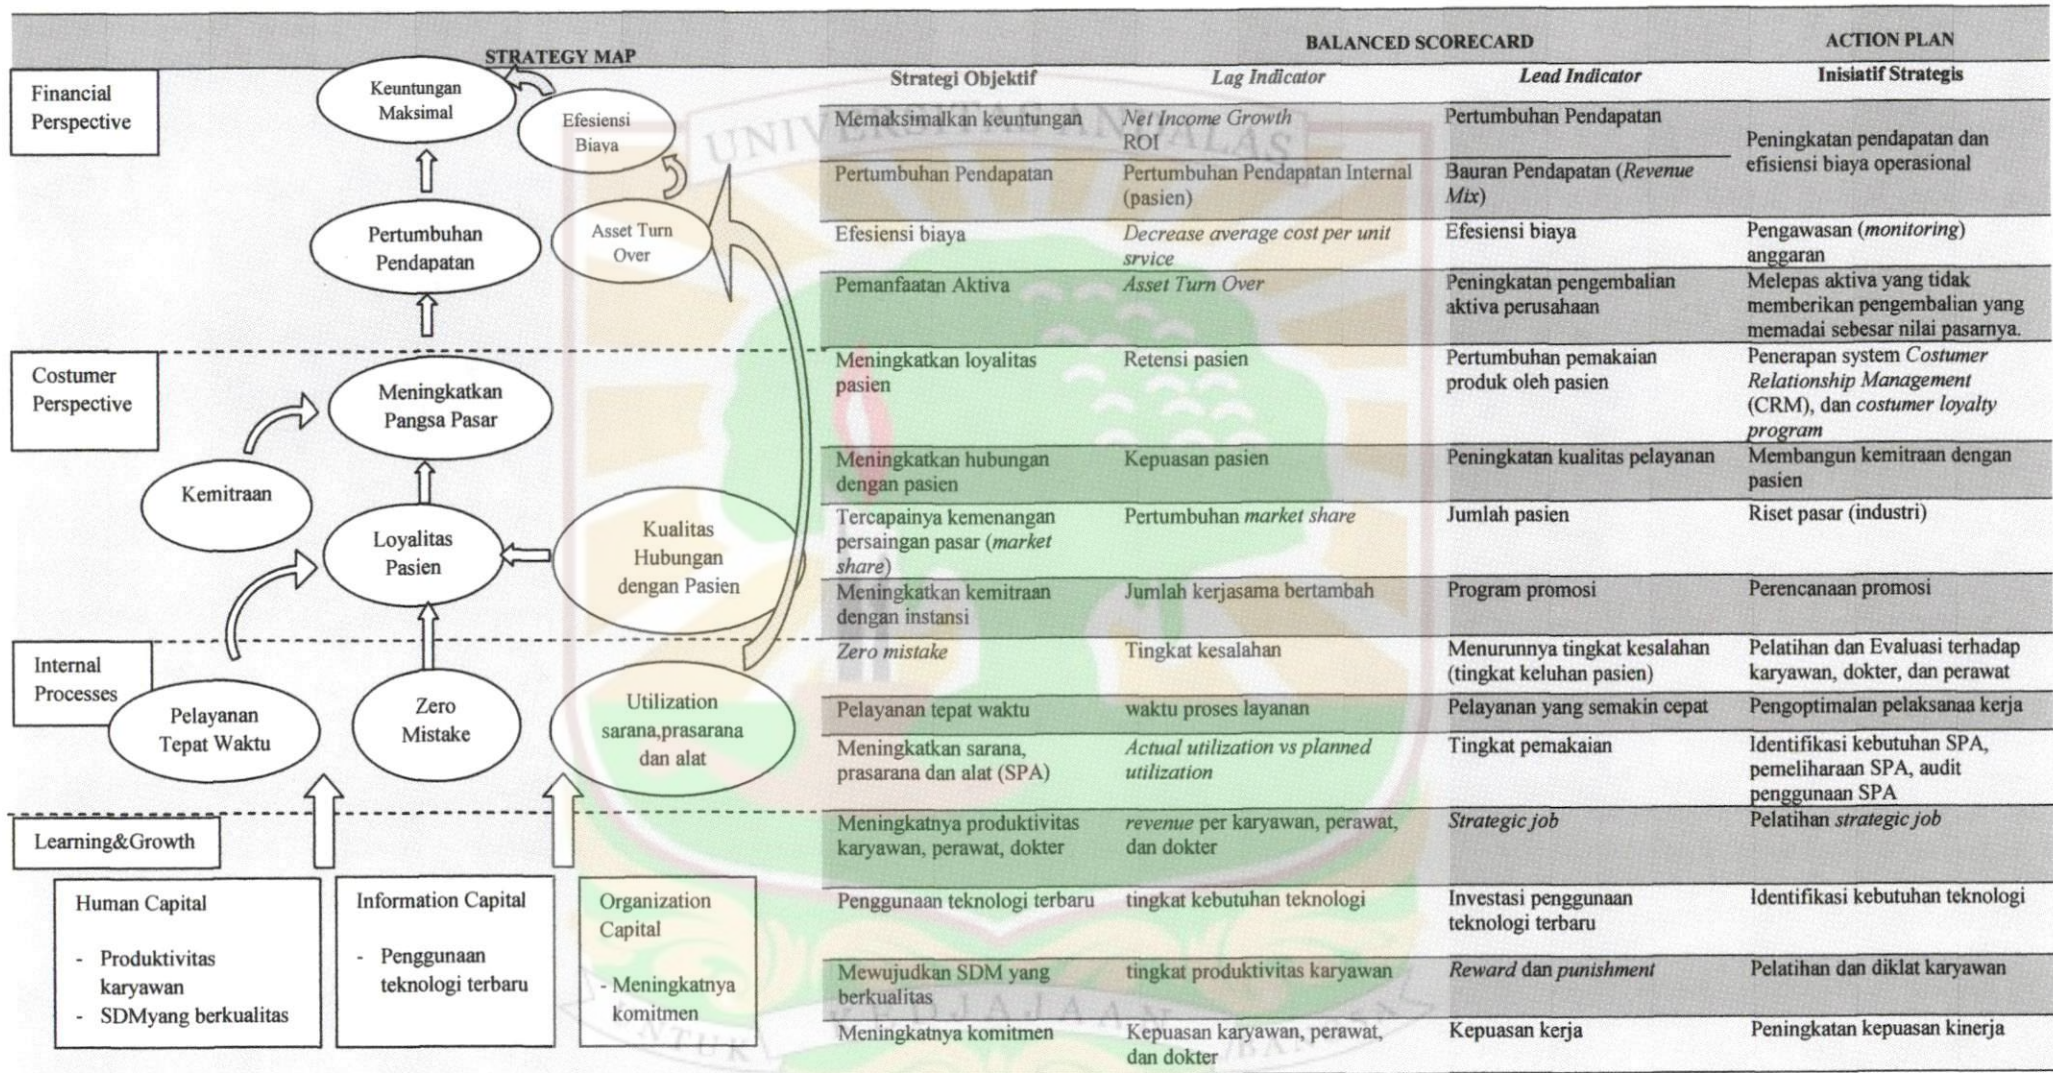 STRATEGY MAP
BALANCED SCORECARD
ACTION PLAN
Financial
Perspective
Keuntungan
Maksimal
Efesiensi
Biaya
Pertumbuhan
Pendapatan
Asset Turn
Over
Costumer
Perspective
Meningkatkan
Pangsa Pasar
Kemitraan
Loyalitas
Pasien
Kualitas
Hubungan
dengan Pasien
Internal
Processes
Pelayanan
Tepat Waktu
Zero
Mistake
Utilization
sarana,prasarana
dan alat
Learning&Growth
Human Capital
- Produktivitas
karyawan
- SDMyang berkualitas
Information Capital
- Penggunaan
teknologi terbaru
Organization
Capital
- Meningkatnya
komitmen
Strategi Objektif
Lag Indicator
Lead Indicator
Inisiatif Strategis
Memaksimalkan keuntungan
Net Income Growth
ROI
Pertumbuhan Pendapatan
Peningkatan pendapatan dan
efisiensi biaya operasional
Pertumbuhan Pendapatan
Pertumbuhan Pendapatan Internal
(pasien)
Bauran Pendapatan (Revenue
Mix)
Efesiensi biaya
Decrease average cost per unit
srvice
Efesiensi biaya
Pengawasan (monitoring)
anggaran
Pemanfaatan Aktiva
Asset Turn Over
Peningkatan pengembalian
aktiva perusahaan
Melepas aktiva yang tidak
memberikan pengembalian yang
memadai sebesar nilai pasarnya.
Meningkatkan loyalitas
pasien
Retensi pasien
Pertumbuhan pemakaian
produk oleh pasien
Penerapan system Costumer
Relationship Management
(CRM), dan costumer loyalty
program
Meningkatkan hubungan
dengan pasien
Kepuasan pasien
Peningkatan kualitas pelayanan
Membangun kemitraan dengan
pasien
Tercapainya kemenangan
persaingan pasar (market
share)
Pertumbuhan market share
Jumlah pasien
Riset pasar (industri)
Meningkatkan kemitraan
dengan instansi
Jumlah kerjasama bertambah
Program promosi
Perencanaan promosi
Zero mistake
Tingkat kesalahan
Menurunnya tingkat kesalahan
(tingkat keluhan pasien)
Pelatihan dan Evaluasi terhadap
karyawan, dokter, dan perawat
Pelayanan tepat waktu
waktu proses layanan
Pelayanan yang semakin cepat
Pengoptimalan pelaksanaa kerja
Meningkatkan sarana,
prasarana dan alat (SPA)
Actual utilization vs planned
utilization
Tingkat pemakaian
Identifikasi kebutuhan SPA,
pemeliharaan SPA, audit
penggunaan SPA
Meningkatnya produktivitas
karyawan, perawat, dokter
revenue per karyawan, perawat,
dan dokter
Strategic job
Pelatihan strategic job
Penggunaan teknologi terbaru
tingkat kebutuhan teknologi
Investasi penggunaan
teknologi terbaru
Identifikasi kebutuhan teknologi
Mewujudkan SDM yang
berkualitas
tingkat produktivitas karyawan
Reward dan punishment
Pelatihan dan diklat karyawan
Meningkatnya komitmen
Kepuasan karyawan, perawat,
dan dokter
Kepuasan kerja
Peningkatan kepuasan kinerja
UNIVERSITAS ANDALAS
UNTUK KEDJAJAAN BANGSA